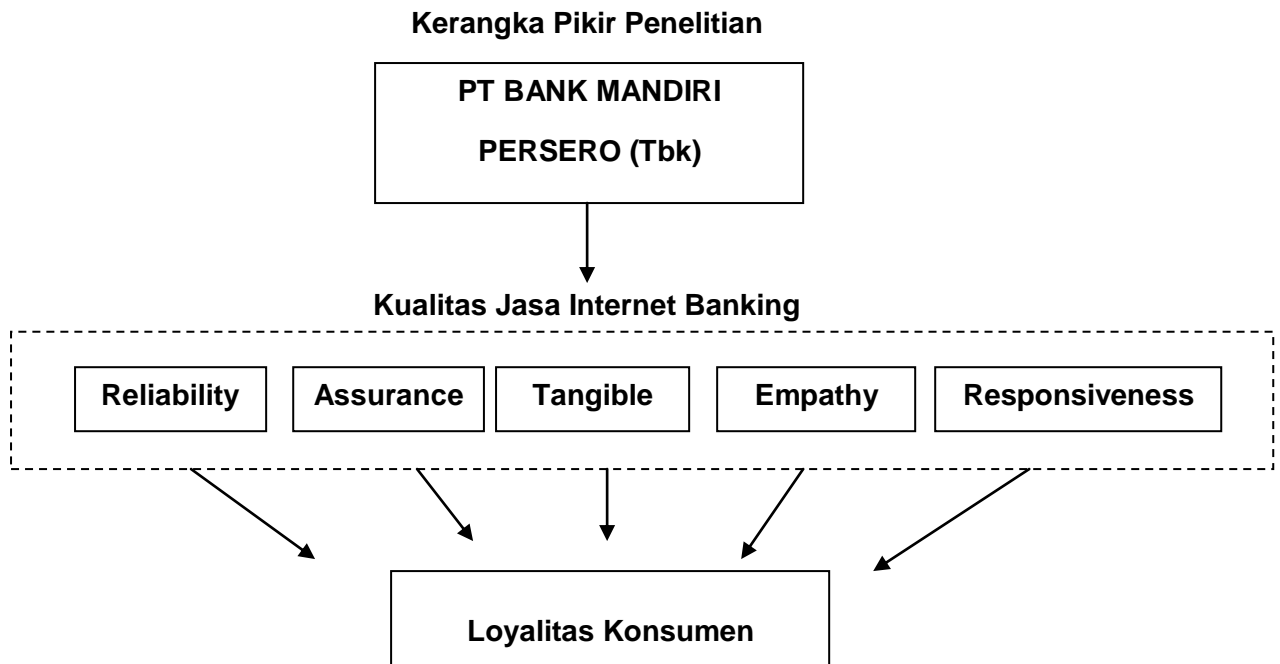 Kerangka Pikir Penelitian
PT BANK MANDIRI
PERSERO (Tbk)
Kualitas Jasa Internet Banking
Reliability
Assurance
Tangible
Empathy
Responsiveness
Loyalitas Konsumen